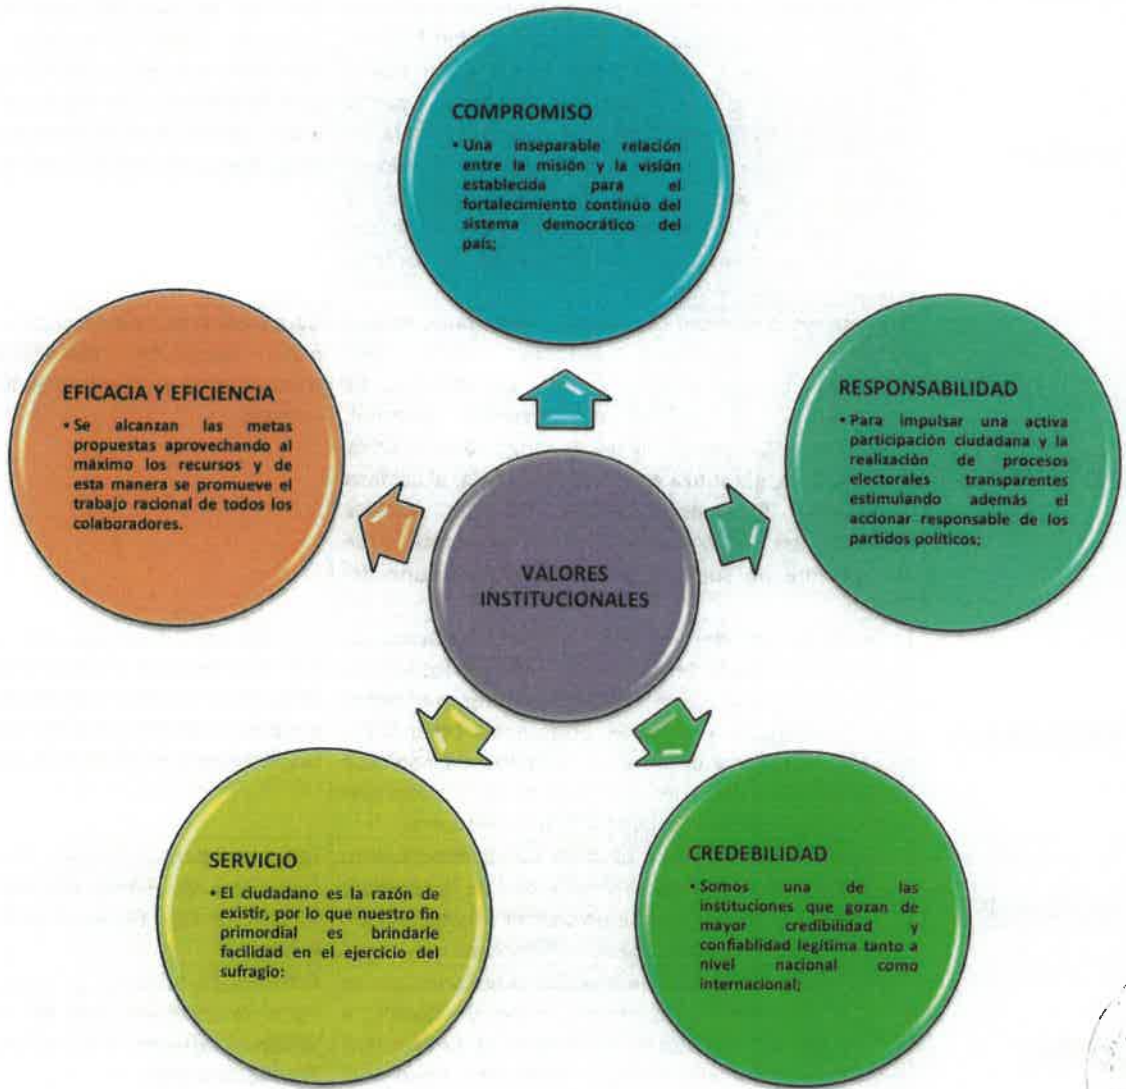 COMPROMISO
• Una inseparable relación
entre la misión y la visión
establecida para el
fortalecimiento continúo del
sistema democrático del
país;
EFICACIA Y EFICIENCIA
• Se alcanzan las metas
propuestas aprovechando al
máximo los recursos y de
esta manera se promueve el
trabajo racional de todos los
colaboradores.
RESPONSABILIDAD
• Para impulsar una activa
participación ciudadana y la
realización de procesos
electorales transparentes
estimulando además el
accionar responsable de los
partidos políticos;
VALORES
INSTITUCIONALES
SERVICIO
• El ciudadano es la razón de
existir, por lo que nuestro fin
primordial es brindarle
facilidad en el ejercicio del
sufragio:
CREDEBILIDAD
• Somos una de las
instituciones que gozan de
mayor credibilidad y
confiablidad legítima tanto a
nivel nacional como
internacional;